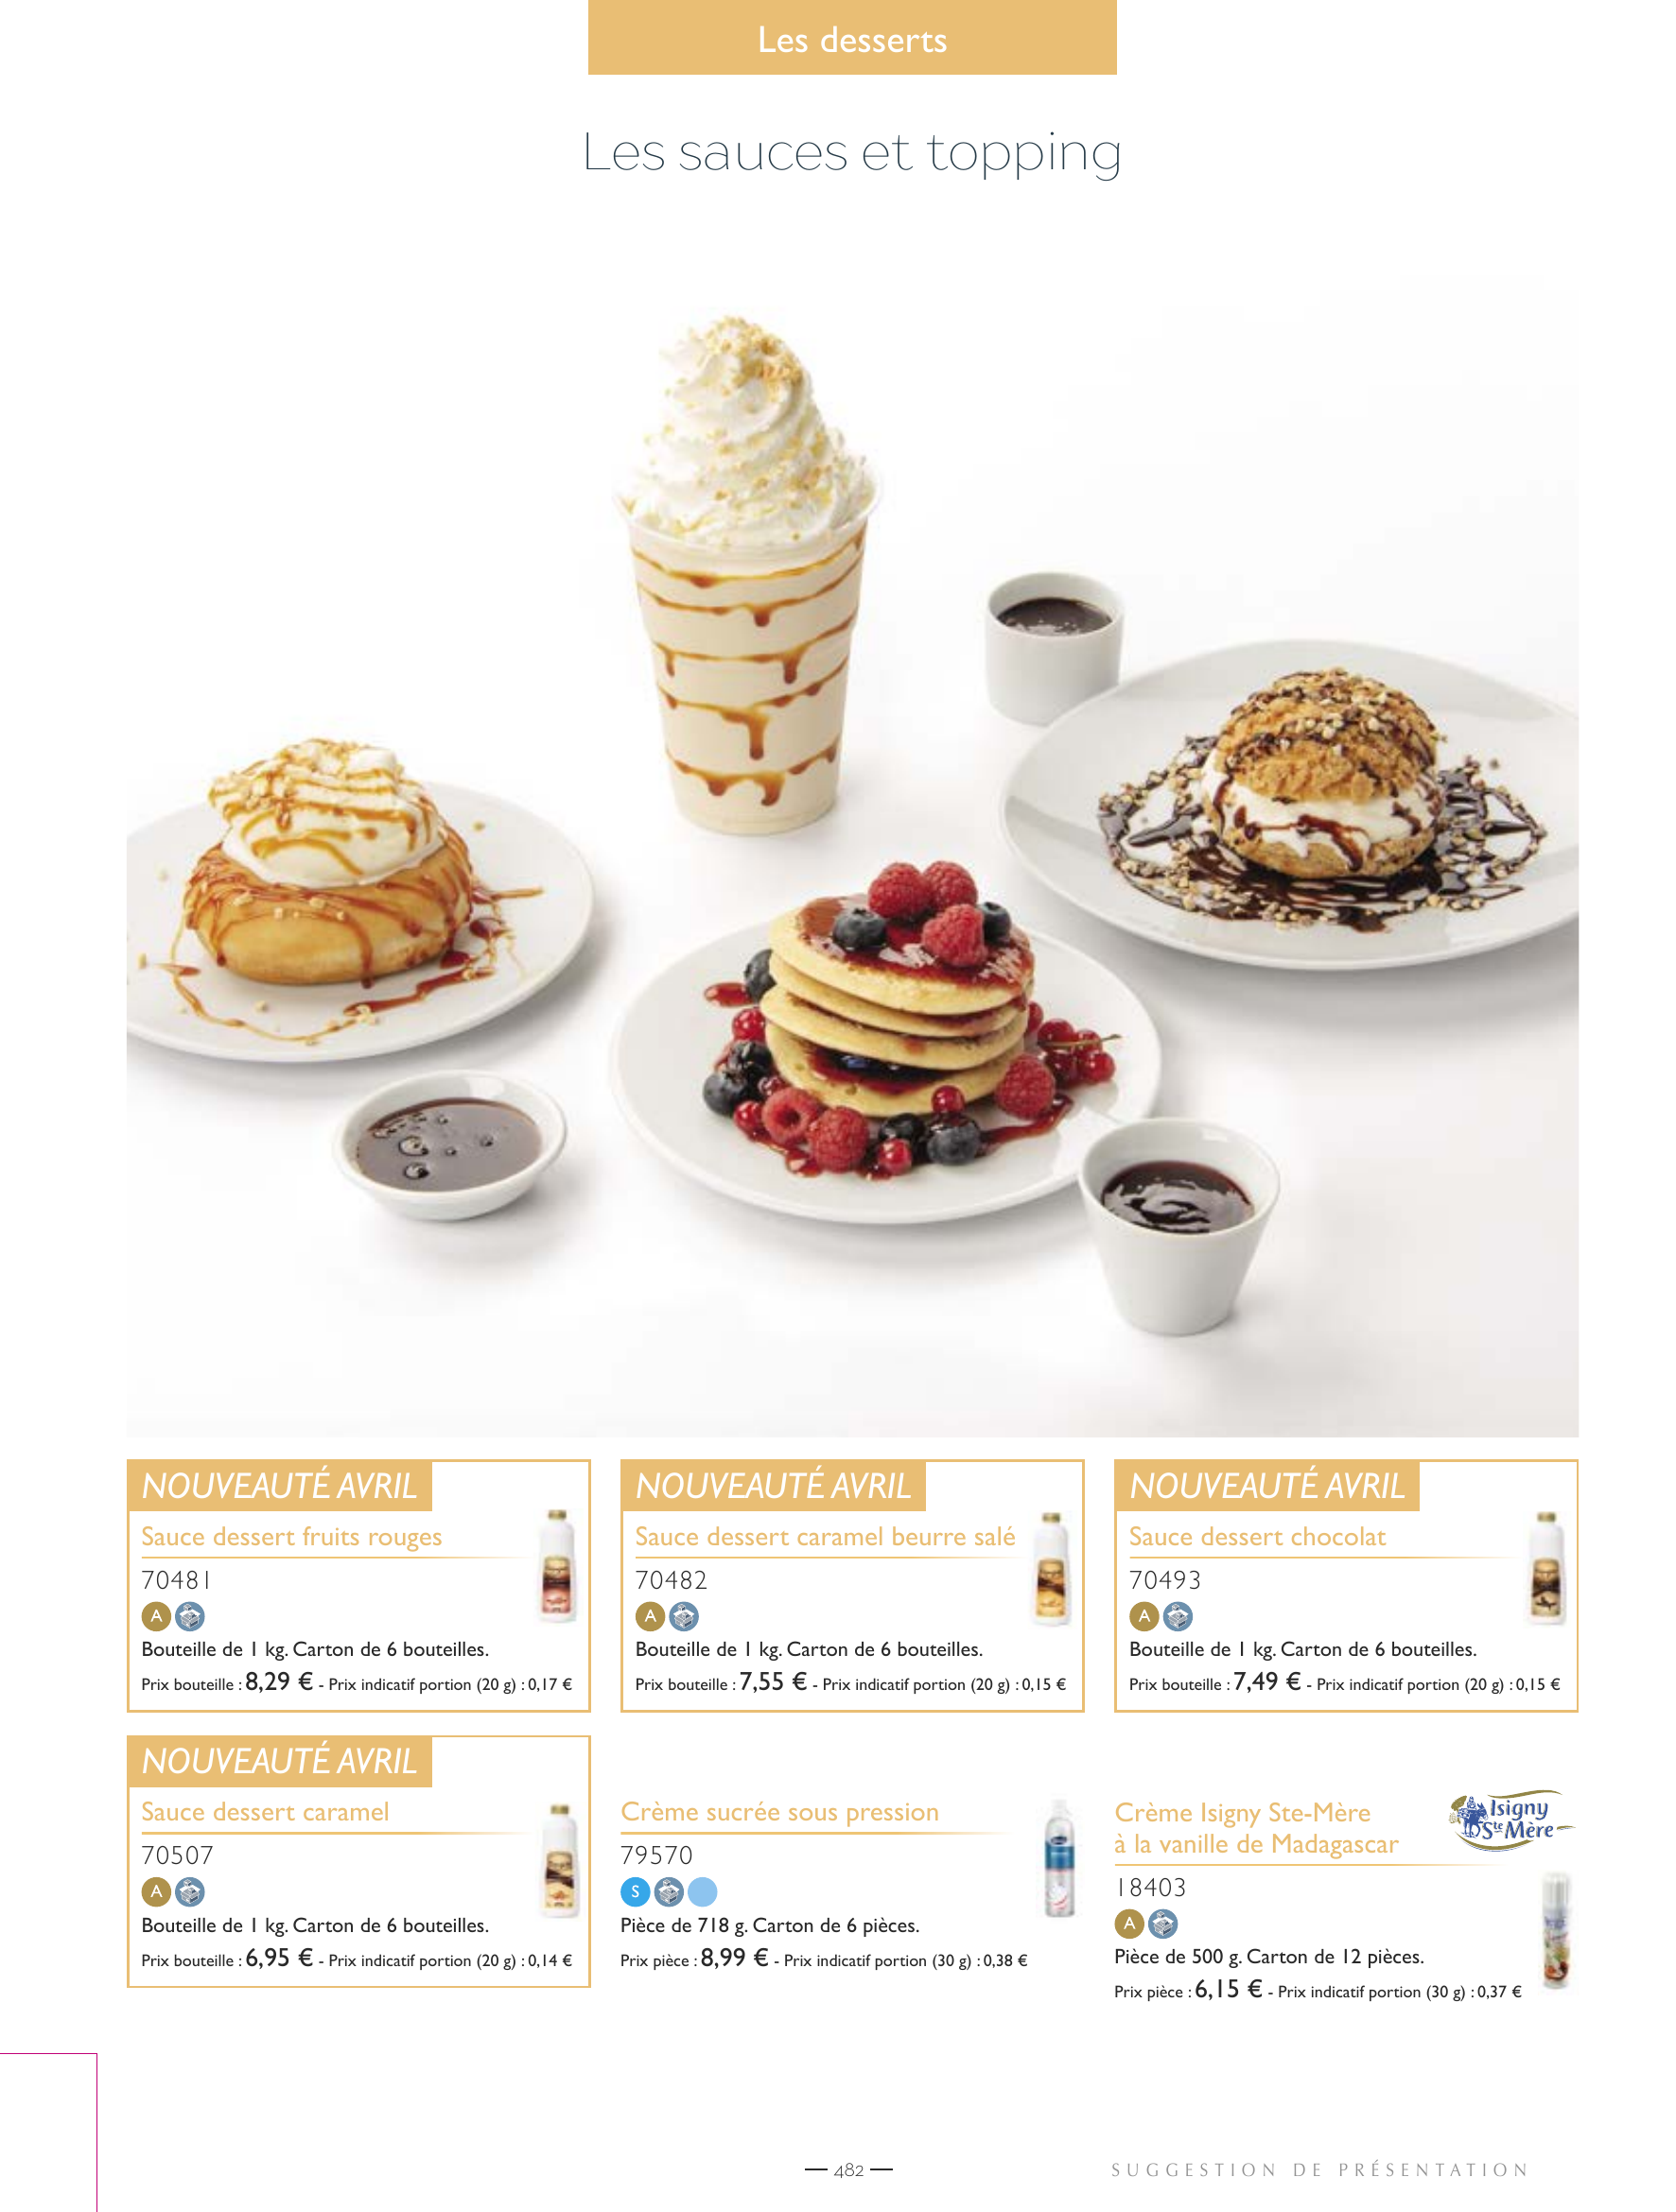 Les desserts
Les sauces et topping
NOUVEAUTÉ AVRIL
Sauce dessert fruits rouges
70481
A
Bouteille de 1 kg. Carton de 6 bouteilles.
Prix bouteille : 8,29 € - Prix indicatif portion (20 g) : 0,17 €
NOUVEAUTÉ AVRIL
Sauce dessert caramel beurre salé
70482
A
Bouteille de 1 kg. Carton de 6 bouteilles.
Prix bouteille : 7,55 € - Prix indicatif portion (20 g) : 0,15 €
NOUVEAUTÉ AVRIL
Sauce dessert chocolat
70493
A
Bouteille de 1 kg. Carton de 6 bouteilles.
Prix bouteille : 7,49 € - Prix indicatif portion (20 g) : 0,15 €
NOUVEAUTÉ AVRIL
Sauce dessert caramel
70507
A
Bouteille de 1 kg. Carton de 6 bouteilles.
Prix bouteille : 6,95 € - Prix indicatif portion (20 g) : 0,14 €
Crème sucrée sous pression
79570
S
Pièce de 718 g. Carton de 6 pièces.
Prix pièce : 8,99 € - Prix indicatif portion (30 g) : 0,38 €
Crème Isigny Ste-Mère
à la vanille de Madagascar
Isigny
Ste Mère
18403
A
Pièce de 500 g. Carton de 12 pièces.
Prix pièce : 6,15 € - Prix indicatif portion (30 g) : 0,37 €
— 482 —
SUGGESTION DE PRÉSENTATION